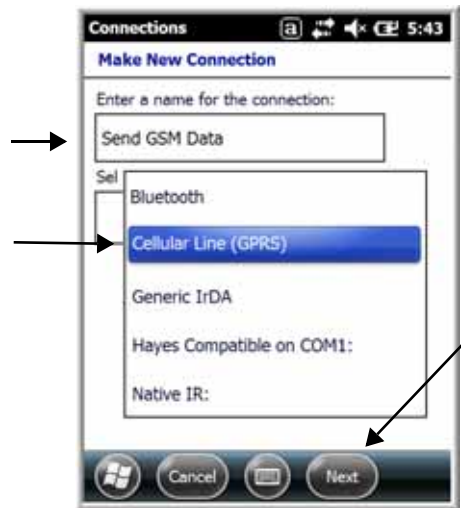 Connections a 5:43
Make New Connection
Enter a name for the connection:
Send GSM Data
Sel
Bluetooth
Cellular Line (GPRS)
Generic IrDA
Hayes Compatible on COM1:
Native IR:
Cancel Next